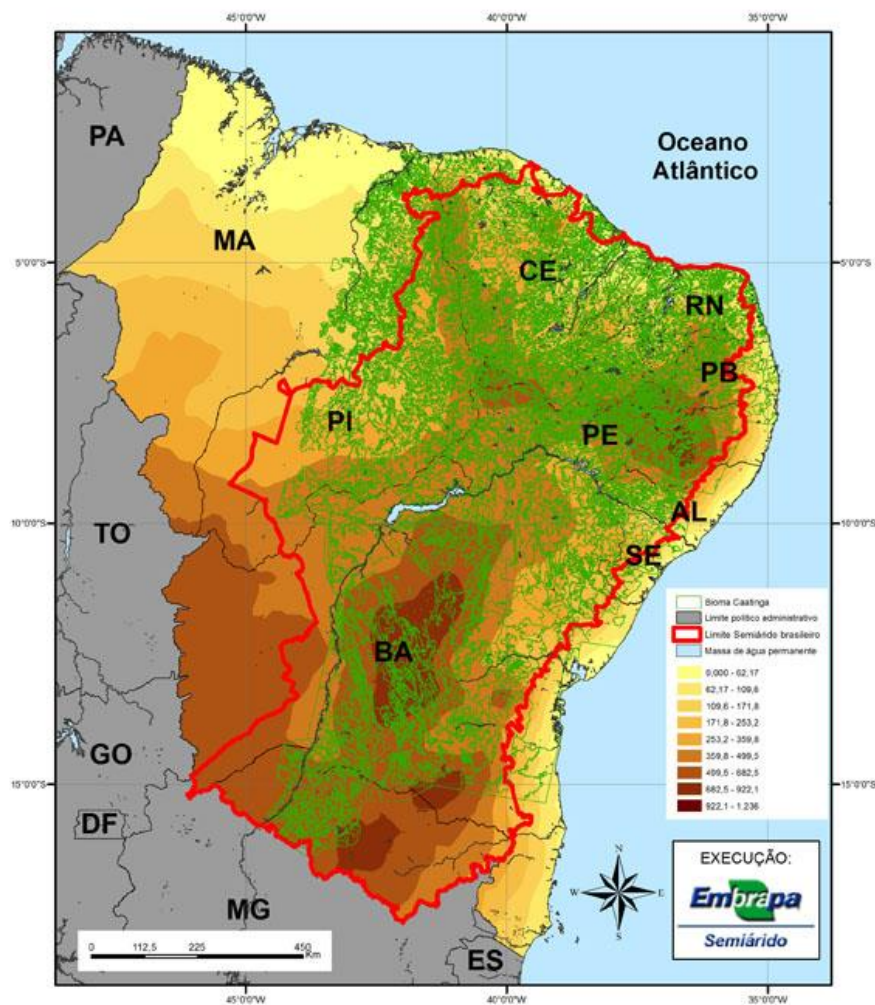 45°0'0"W 40°0'0"W 35°0'0"W
PA
Oceano
Atlântico
MA
5°0'0"S 5°0'0"S
CE
RN
PB
PI
PE
TO
AL
10°0'0"S 10°0'0"S
SE
BA
Bioma Caatinga
Limite político administrativo
Limite Semiárido brasileiro
Massa de água permanente
0,000 - 62,17
62,17 - 109,6
109,6 - 171,8
171,8 - 253,2
253,2 - 359,8
359,8 - 499,5
499,5 - 682,5
682,5 - 922,1
922,1 - 1.236
GO
15°0'0"S 15°0'0"S
DF
EXECUÇÃO:
Embrapa
Semiárido
N
W E
S
MG
ES
0 112,5 225 450
Km
45°0'0"W 40°0'0"W 35°0'0"W